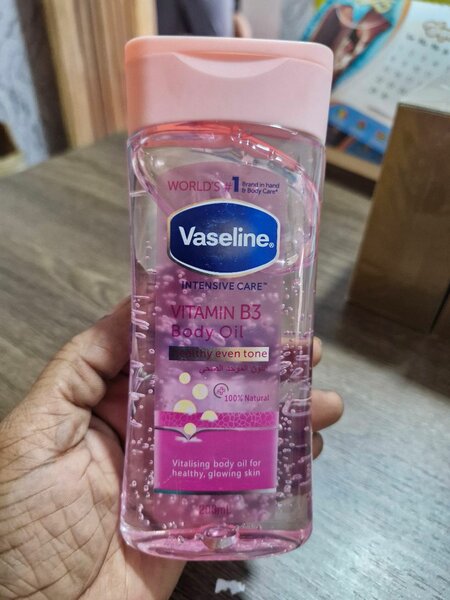 WORLD'S #1 Brand in hand
& Body Care*
Vaseline®
INTENSIVE CARE™
VITAMIN B3
Body Oil
healthy even tone
100% Natural
Vitalising body oil for
healthy, glowing skin
200ml